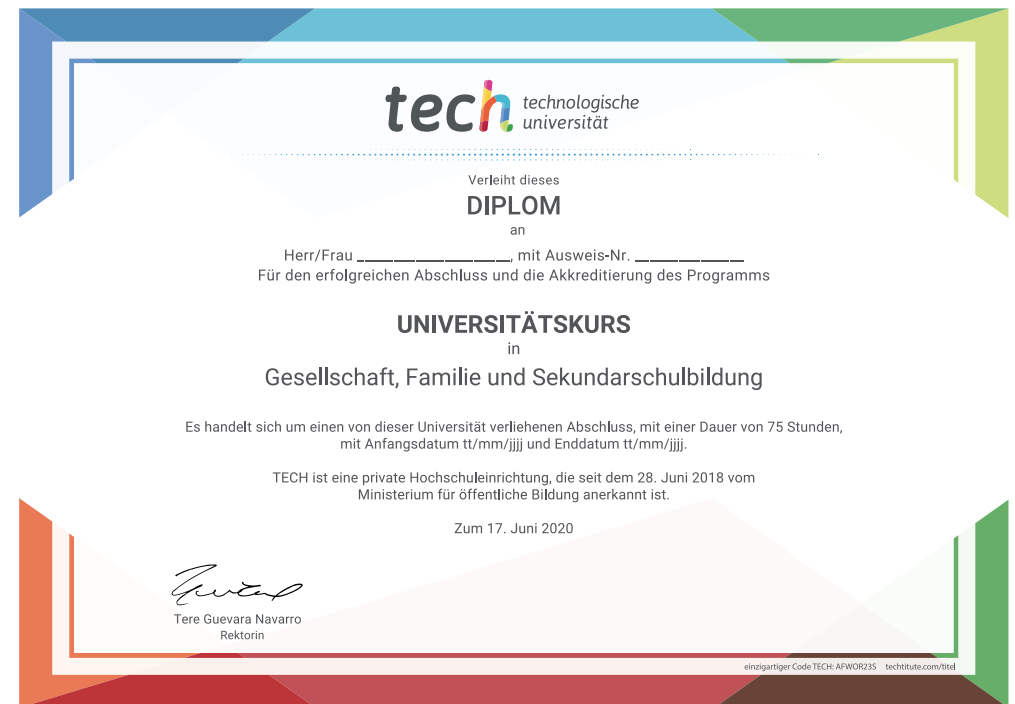 tech technologische
universität
Verleiht dieses
DIPLOM
an
Herr/Frau ____________________, mit Ausweis-Nr. ______________
Für den erfolgreichen Abschluss und die Akkreditierung des Programms
UNIVERSITÄTSKURS
in
Gesellschaft, Familie und Sekundarschulbildung
Es handelt sich um einen von dieser Universität verliehenen Abschluss, mit einer Dauer von 75 Stunden,
mit Anfangsdatum tt/mm/jjjj und Enddatum tt/mm/jjjj.
TECH ist eine private Hochschuleinrichtung, die seit dem 28. Juni 2018 vom
Ministerium für öffentliche Bildung anerkannt ist.
Zum 17. Juni 2020
Tere Guevara Navarro
Rektorin
einzigartiger Code TECH: AFWOR23S techtitute.com/titel